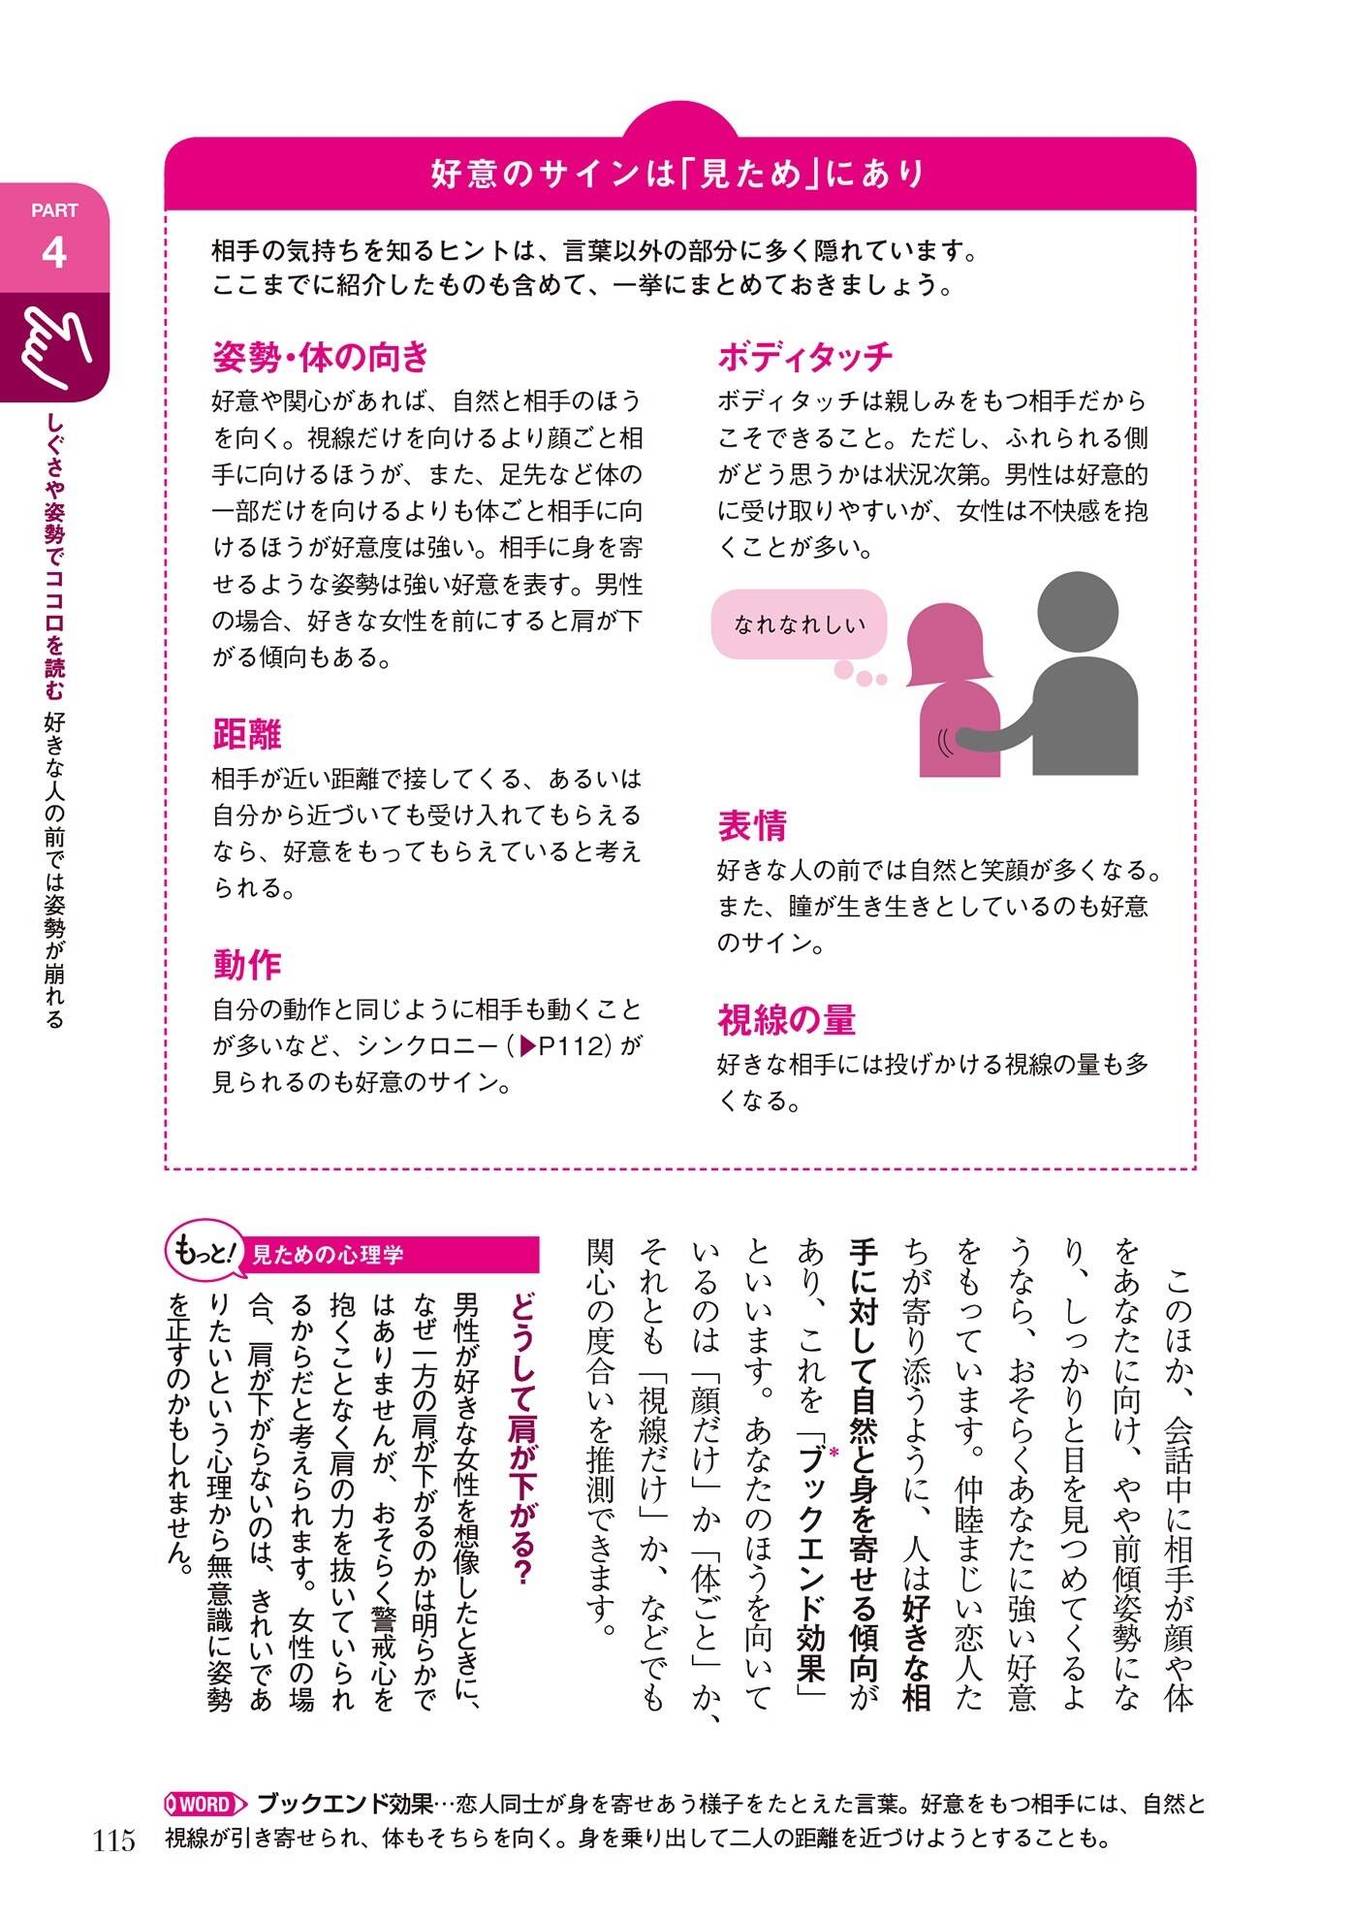 PART
4
しぐさや姿勢でココロを読む 好きな人の前では姿勢が崩れる
好意のサインは「見ため」にあり
相手の気持ちを知るヒントは、言葉以外の部分に多く隠れています。
ここまでに紹介したものも含めて、一挙にまとめておきましょう。
姿勢・体の向き
好意や関心があれば、自然と相手のほう
を向く。視線だけを向けるより顔ごと相
手に向けるほうが、また、足先など体の
一部だけを向けるよりも体ごと相手に向
けるほうが好意度は強い。相手に身を寄
せるような姿勢は強い好意を表す。男性
の場合、好きな女性を前にすると肩が下
がる傾向もある。
距離
相手が近い距離で接してくる、あるいは
自分から近づいても受け入れてもらえる
なら、好意をもってもらえていると考え
られる。
動作
自分の動作と同じように相手も動くこと
が多いなど、シンクロニー（▶P112）が
見られるのも好意のサイン。
ボディタッチ
ボディタッチは親しみをもつ相手だから
こそできること。ただし、ふれられる側
がどう思うかは状況次第。男性は好意的
に受け取りやすいが、女性は不快感を抱
くことが多い。
なれなれしい
表情
好きな人の前では自然と笑顔が多くなる。
また、瞳が生き生きとしているのも好意
のサイン。
視線の量
好きな相手には投げかける視線の量も多
くなる。
このほか、会話中に相手が顔や体
をあなたに向け、やや前傾姿勢にな
り、しっかりと目を見つめてくるよ
うなら、おそらくあなたに強い好意
をもっています。仲睦まじい恋人た
ちが寄り添うように、人は好きな相
手に対して自然と身を寄せる傾向が
あり、これを「ブックエンド効果」*
といいます。あなたのほうを向いて
いるのは「顔だけ」か「体ごと」か、
それとも「視線だけ」か、などでも
関心の度合いを推測できます。
もっと！ 見ための心理学
どうして肩が下がる？
男性が好きな女性を想像したときに、
なぜ一方の肩が下がるのかは明らかで
はありませんが、おそらく警戒心を
抱くことなく肩の力を抜いていられ
るからだと考えられます。女性の場
合、肩が下がらないのは、きれいであ
りたいという心理から無意識に姿勢
を正すのかもしれません。
WORD ブックエンド効果…恋人同士が身を寄せあう様子をたとえた言葉。好意をもつ相手には、自然と
視線が引き寄せられ、体もそちらを向く。身を乗り出して二人の距離を近づけようとすることも。
115